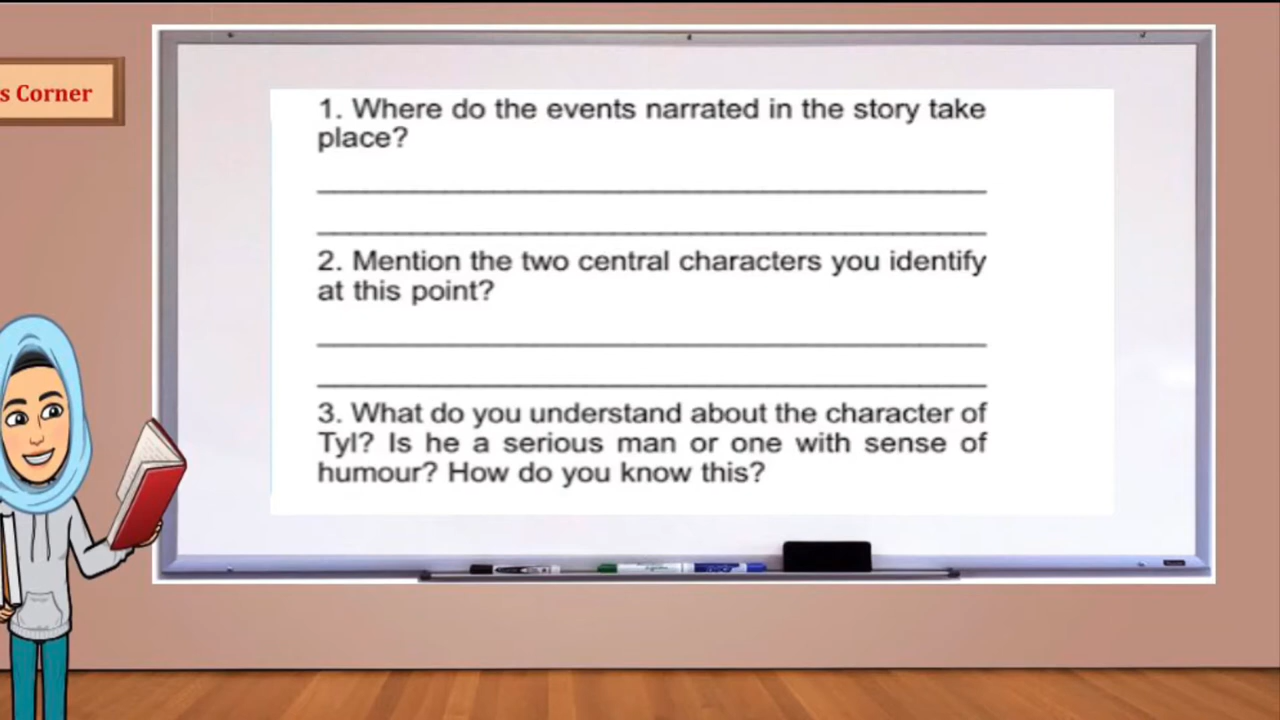 s Corner
1. Where do the events narrated in the story take
place?
2. Mention the two central characters you identify
at this point?
3. What do you understand about the character of
Tyl? Is he a serious man or one with sense of
humour? How do you know this?